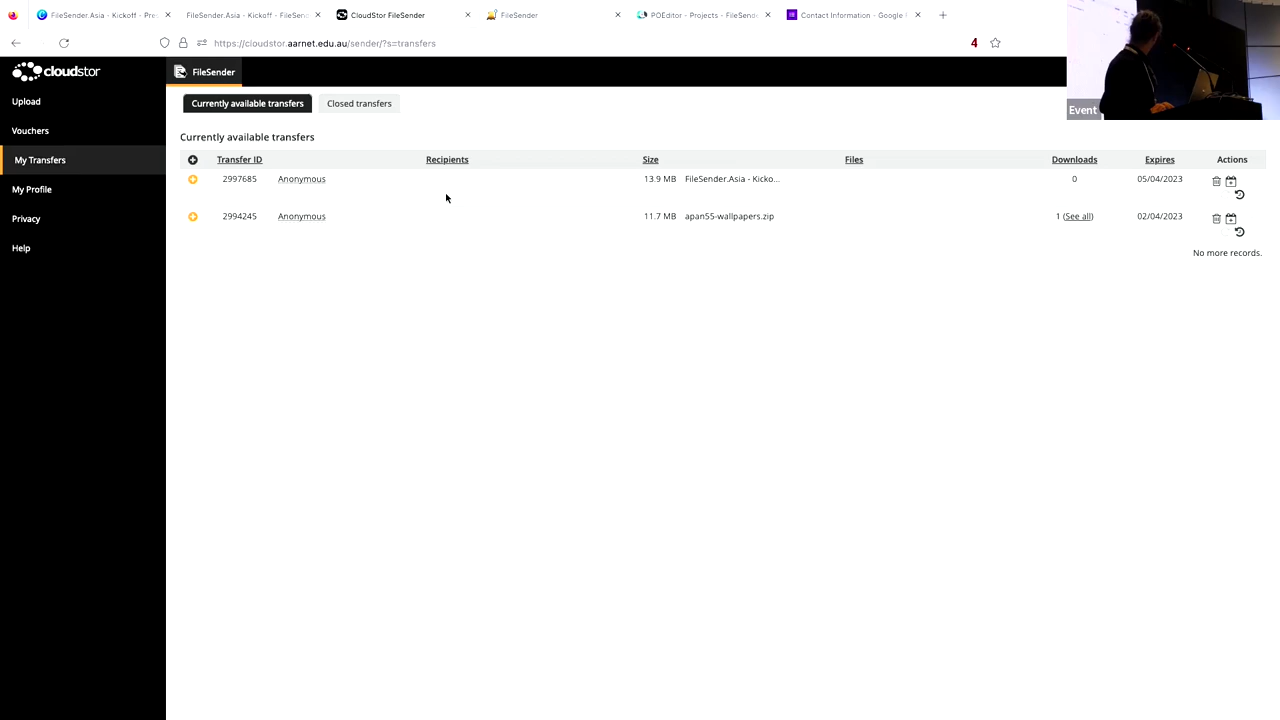 FileSender.Asia - Kickoff - Pres
FileSender.Asia - Kickoff - FileSen
CloudStor FileSender
FileSender
POEditor - Projects - FileSende
Contact Information - Google F
https://cloudstor.aarnet.edu.au/sender/?s=transfers
4
cloudstor
FileSender
Upload
Vouchers
My Transfers
My Profile
Privacy
Help
Currently available transfers
Closed transfers
Currently available transfers
Transfer ID Recipients Size Files Downloads Expires Actions
2997685 Anonymous 13.9 MB FileSender.Asia - Kicko... 0 05/04/2023
2994245 Anonymous 11.7 MB apan55-wallpapers.zip 1 (See all) 02/04/2023
No more records.
Event